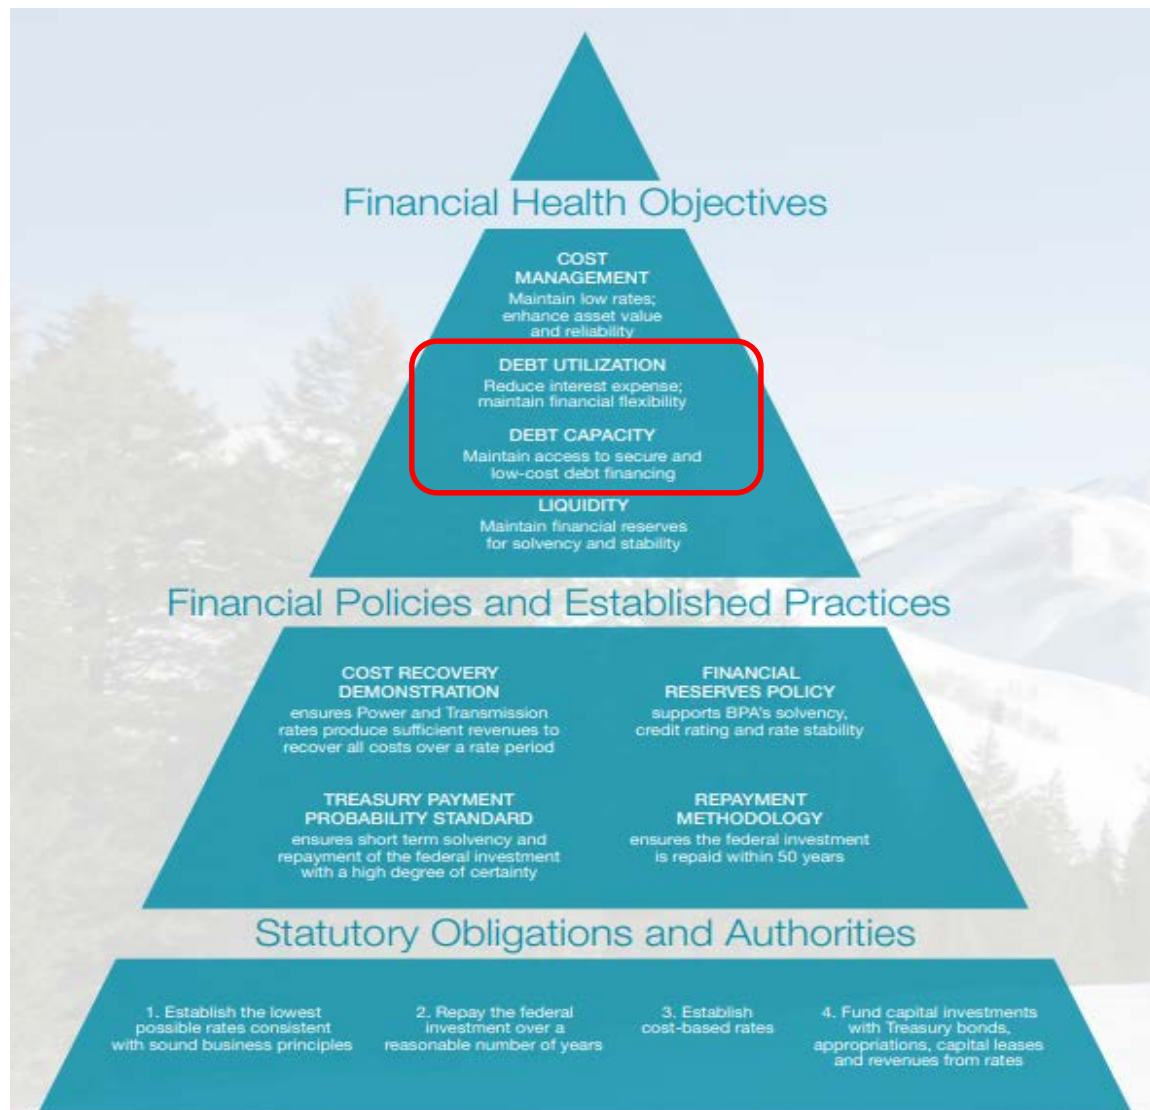 Financial Health Objectives
COST
MANAGEMENT
Maintain low rates;
enhance asset value
and reliability
DEBT UTILIZATION
Reduce interest expense;
maintain financial flexibility
DEBT CAPACITY
Maintain access to secure and
low-cost debt financing
LIQUIDITY
Maintain financial reserves
for solvency and stability
Financial Policies and Established Practices
COST RECOVERY
DEMONSTRATION
ensures Power and Transmission
rates produce sufficient revenues to
recover all costs over a rate period
FINANCIAL
RESERVES POLICY
supports BPA's solvency,
credit rating and rate stability
TREASURY PAYMENT
PROBABILITY STANDARD
ensures short term solvency and
repayment of the federal investment
with a high degree of certainty
REPAYMENT
METHODOLOGY
ensures the federal investment
is repaid within 50 years
Statutory Obligations and Authorities
1. Establish the lowest
possible rates consistent
with sound business principles
2. Repay the federal
investment over a
reasonable number of years
3. Establish
cost-based rates
4. Fund capital investments
with Treasury bonds,
appropriations, capital leases
and revenues from rates